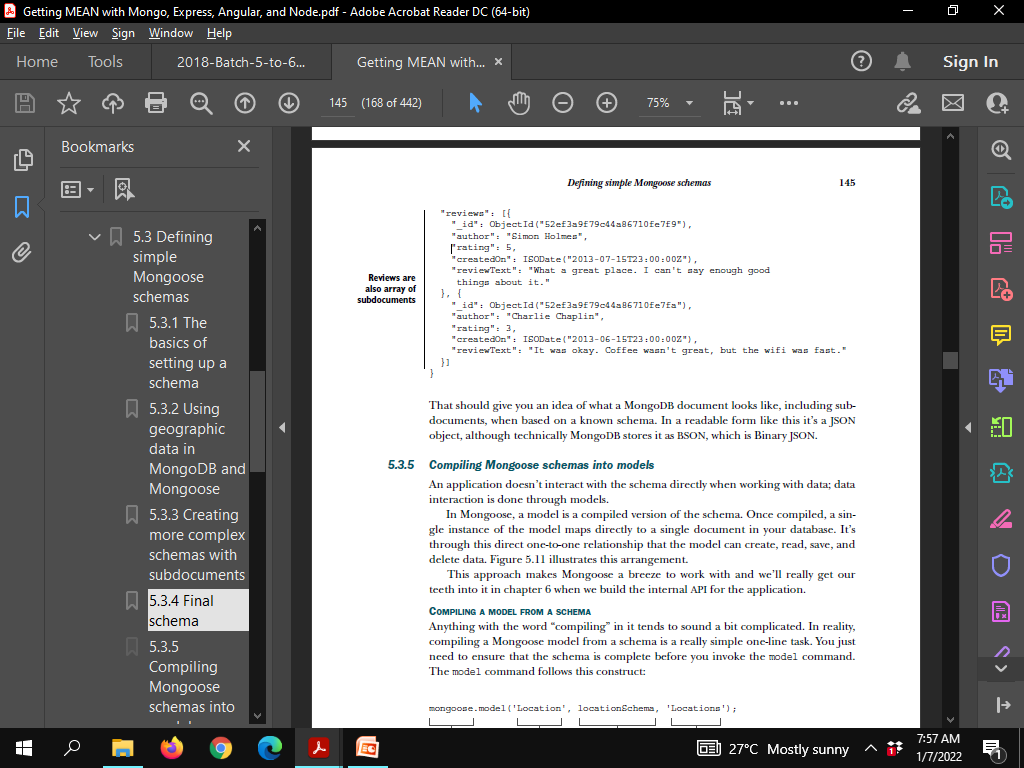 Getting MEAN with Mongo, Express, Angular, and Node.pdf - Adobe Acrobat Reader DC (64-bit)
File Edit View Sign Window Help
Home Tools 2018-Batch-5-to-6... Getting MEAN with... × ? Sign In
145 (168 of 442) 75%
Bookmarks
5.3 Defining
simple
Mongoose
schemas
5.3.1 The
basics of
setting up a
schema
5.3.2 Using
geographic
data in
MongoDB and
Mongoose
5.3.3 Creating
more complex
schemas with
subdocuments
5.3.4 Final
schema
5.3.5
Compiling
Mongoose
schemas into
Defining simple Mongoose schemas 145
"reviews": [{
"_id": ObjectId("52ef3a9f79c44a86710fe7f9"),
"author": "Simon Holmes",
"rating": 5,
"createdOn": ISODate("2013-07-15T23:00:00Z"),
"reviewText": "What a great place. I can't say enough good
things about it."
}, {
"_id": ObjectId("52ef3a9f79c44a86710fe7fa"),
"author": "Charlie Chaplin",
"rating": 3,
"createdOn": ISODate("2013-06-15T23:00:00Z"),
"reviewText": "It was okay. Coffee wasn't great, but the wifi was fast."
}]
}
Reviews are
also array of
subdocuments
That should give you an idea of what a MongoDB document looks like, including sub-
documents, when based on a known schema. In a readable form like this it's a JSON
object, although technically MongoDB stores it as BSON, which is Binary JSON.
5.3.5 Compiling Mongoose schemas into models
An application doesn't interact with the schema directly when working with data; data
interaction is done through models.
In Mongoose, a model is a compiled version of the schema. Once compiled, a sin-
gle instance of the model maps directly to a single document in your database. It's
through this direct one-to-one relationship that the model can create, read, save, and
delete data. Figure 5.11 illustrates this arrangement.
This approach makes Mongoose a breeze to work with and we'll really get our
teeth into it in chapter 6 when we build the internal API for the application.
COMPILING A MODEL FROM A SCHEMA
Anything with the word "compiling" in it tends to sound a bit complicated. In reality,
compiling a Mongoose model from a schema is a really simple one-line task. You just
need to ensure that the schema is complete before you invoke the model command.
The model command follows this construct:
mongoose.model('Location', locationSchema, 'Locations');
27°C Mostly sunny
7:57 AM
1/7/2022
1